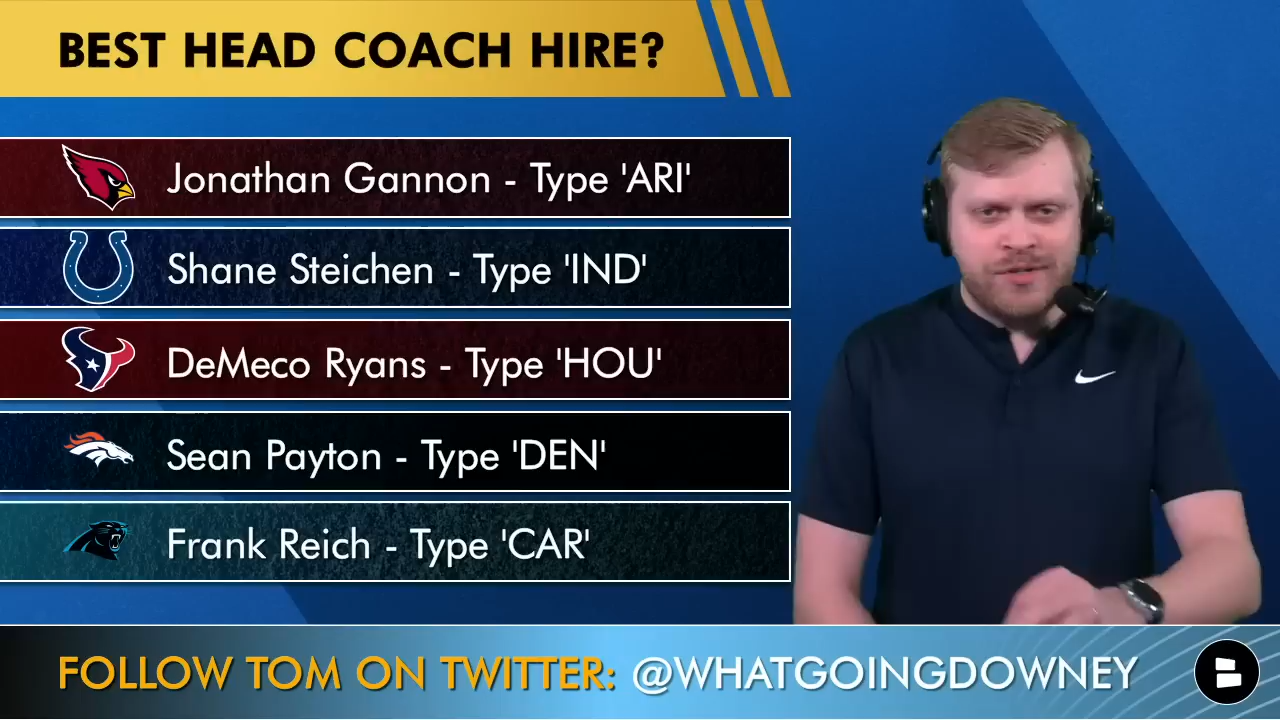 BEST HEAD COACH HIRE?
Jonathan Gannon - Type 'ARI'
Shane Steichen - Type 'IND'
DeMeco Ryans - Type 'HOU'
Sean Payton - Type 'DEN'
Frank Reich - Type 'CAR'
FOLLOW TOM ON TWITTER: @WHATGOINGDOWNEY